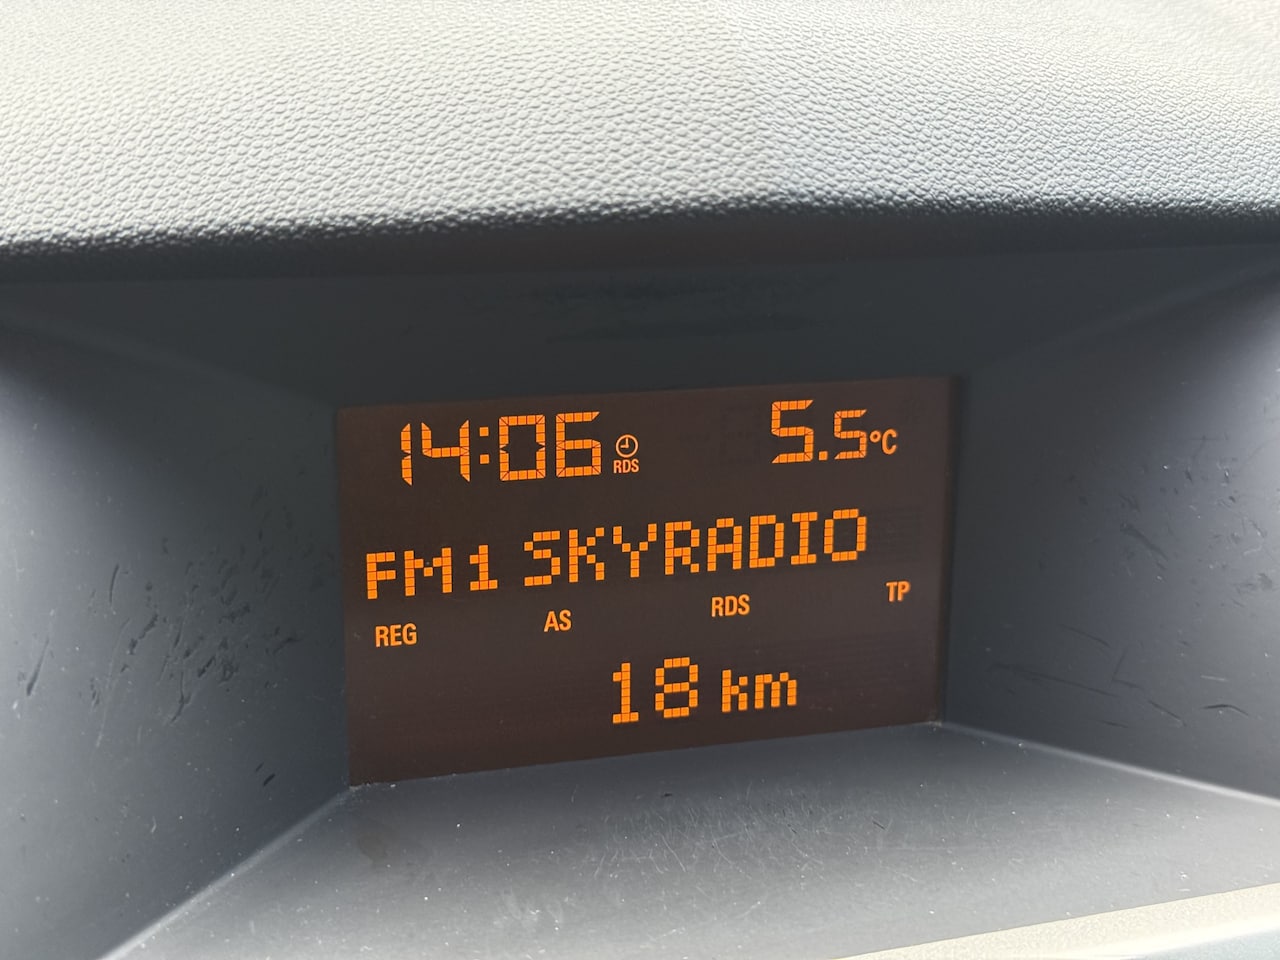 14:06 RDS 5.5°C
FM1 SKYRADIO
REG AS RDS TP
18 km